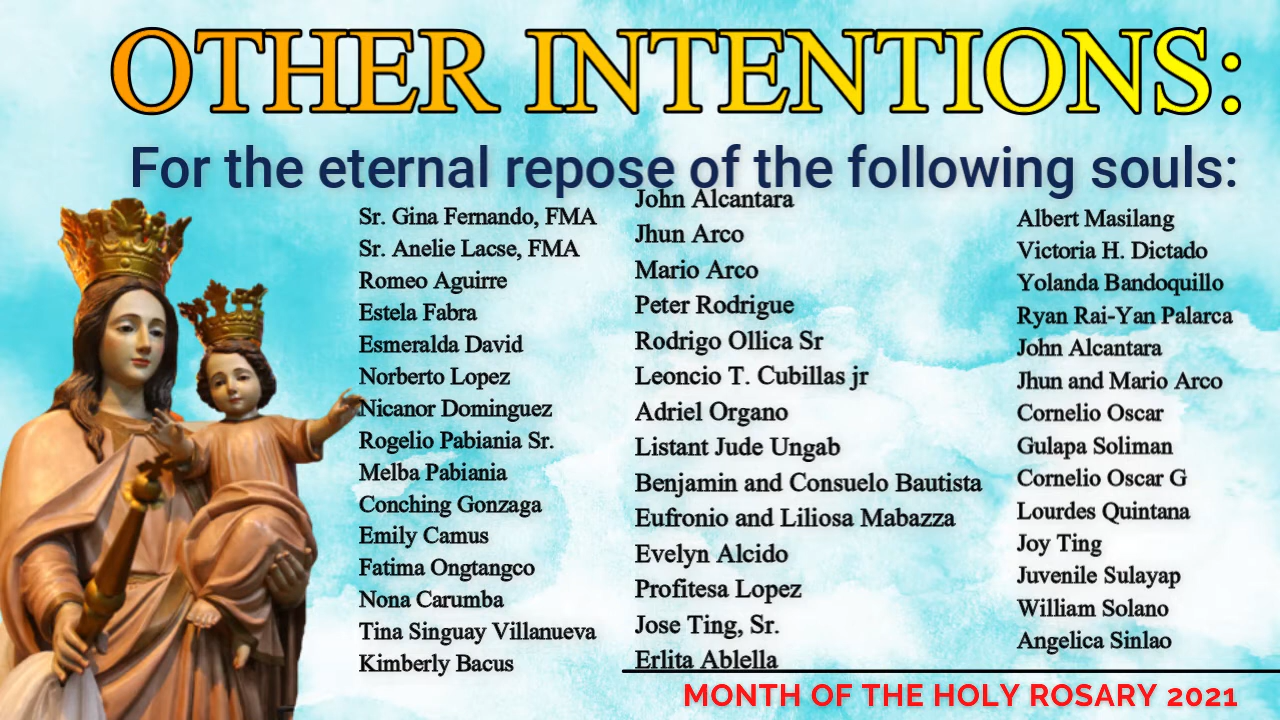 OTHER INTENTIONS:
For the eternal repose of the following souls:
Sr. Gina Fernando, FMA
Sr. Anelie Lacse, FMA
Romeo Aguirre
Estela Fabra
Esmeralda David
Norberto Lopez
Nicanor Dominguez
Rogelio Pabiania Sr.
Melba Pabiania
Conching Gonzaga
Emily Camus
Fatima Ongtangco
Nona Carumba
Tina Singuay Villanueva
Kimberly Bacus
John Alcantara
Jhun Arco
Mario Arco
Peter Rodrigue
Rodrigo Ollica Sr
Leoncio T. Cubillas jr
Adriel Organo
Listant Jude Ungab
Benjamin and Consuelo Bautista
Eufronio and Liliosa Mabazza
Evelyn Alcido
Profitesa Lopez
Jose Ting, Sr.
Erlita Ablella
Albert Masilang
Victoria H. Dictado
Yolanda Bandoquillo
Ryan Rai-Yan Palarca
John Alcantara
Jhun and Mario Arco
Cornelio Oscar
Gulapa Soliman
Cornelio Oscar G
Lourdes Quintana
Joy Ting
Juvenile Sulayap
William Solano
Angelica Sinlao
MONTH OF THE HOLY ROSARY 2021